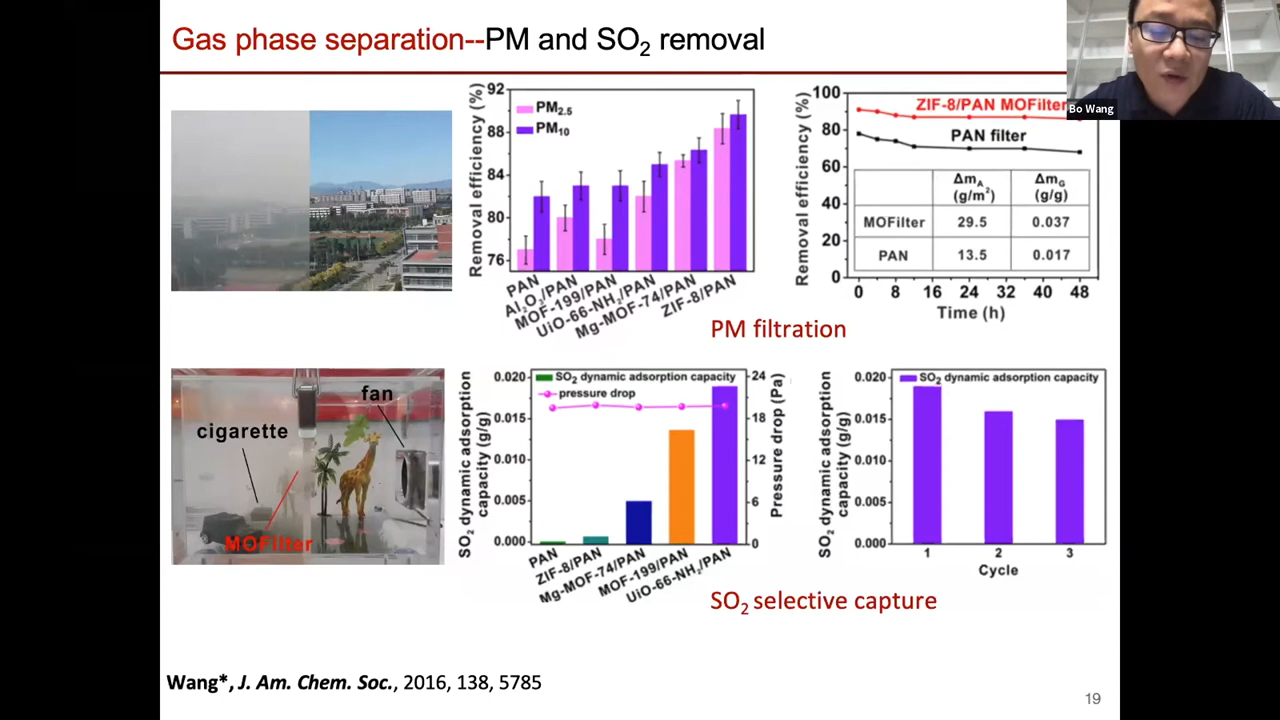 Gas phase separation--PM and SO2 removal
Bo Wang
92
88
84
80
76
Removal efficiency (%)
PM2.5
PM10
PAN
Al2O3/PAN
MOF-199/PAN
UiO-66-NH2/PAN
Mg-MOF-74/PAN
ZIF-8/PAN
100
80
60
40
20
0
Removal efficiency (%)
ZIF-8/PAN MOFilter
PAN filter
ΔmA (g/m2) ΔmG (g/g)
MOFilter 29.5 0.037
PAN 13.5 0.017
0 8 16 24 32 40 48
Time (h)
PM filtration
cigarette
fan
MOFilter
0.020
0.015
0.010
0.005
0.000
SO2 dynamic adsorption
capacity (g/g)
SO2 dynamic adsorption capacity
pressure drop
24
18
12
6
0
Pressure drop (Pa)
PAN
ZIF-8/PAN
Mg-MOF-74/PAN
MOF-199/PAN
UiO-66-NH2/PAN
0.020
0.015
0.010
0.005
0.000
SO2 dynamic adsorption
capacity (g/g)
SO2 dynamic adsorption capacity
1 2 3
Cycle
SO2 selective capture
Wang*, J. Am. Chem. Soc., 2016, 138, 5785
19